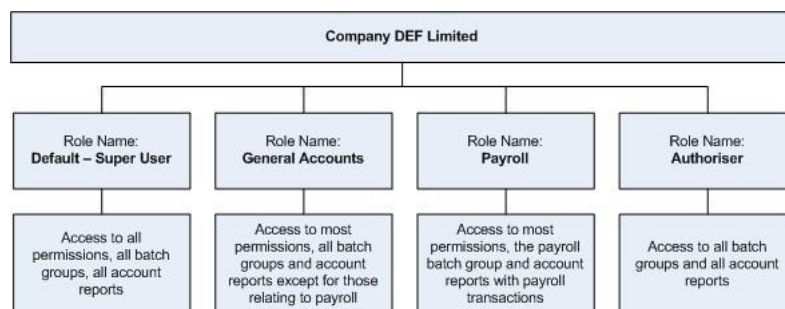 Company DEF Limited
Role Name:
Default – Super User
Role Name:
General Accounts
Role Name:
Payroll
Role Name:
Authoriser
Access to all
permissions, all batch
groups, all account
reports
Access to most
permissions, all batch
groups and account
reports except for those
relating to payroll
Access to most
permissions, the payroll
batch group and account
reports with payroll
transactions
Access to all batch
groups and all account
reports